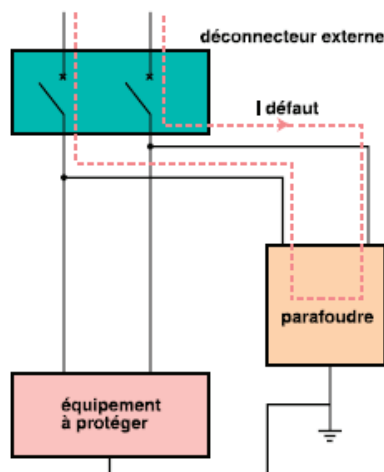 déconnecteur externe
I défaut
parafoudre
équipement
à protéger